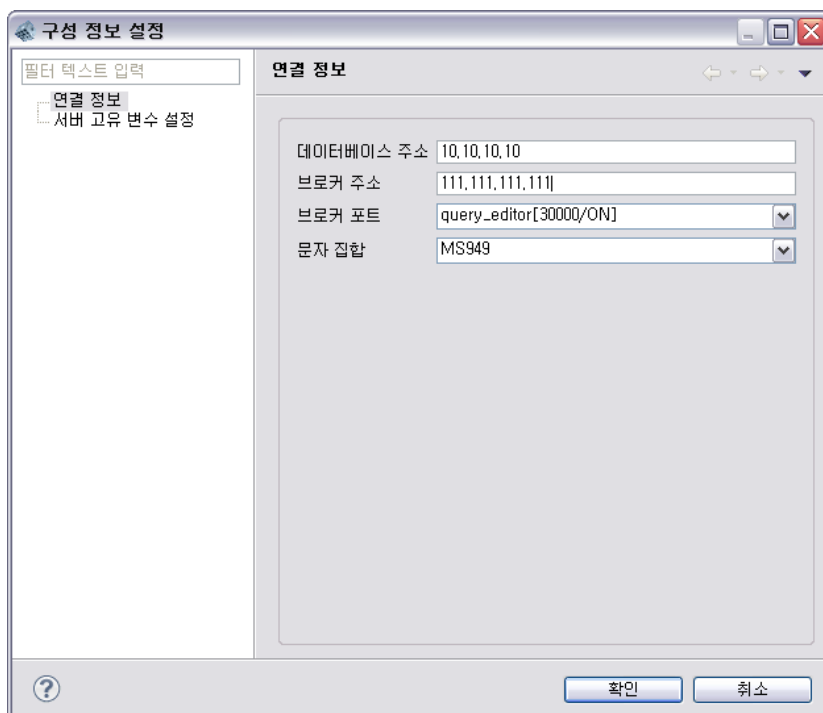 구성 정보 설정
필터 텍스트 입력
연결 정보
서버 고유 변수 설정
연결 정보
데이터베이스 주소 10,10,10,10
브로커 주소 111,111,111,111
브로커 포트 query_editor[30000/ON]
문자 집합 MS949
?
확인 취소